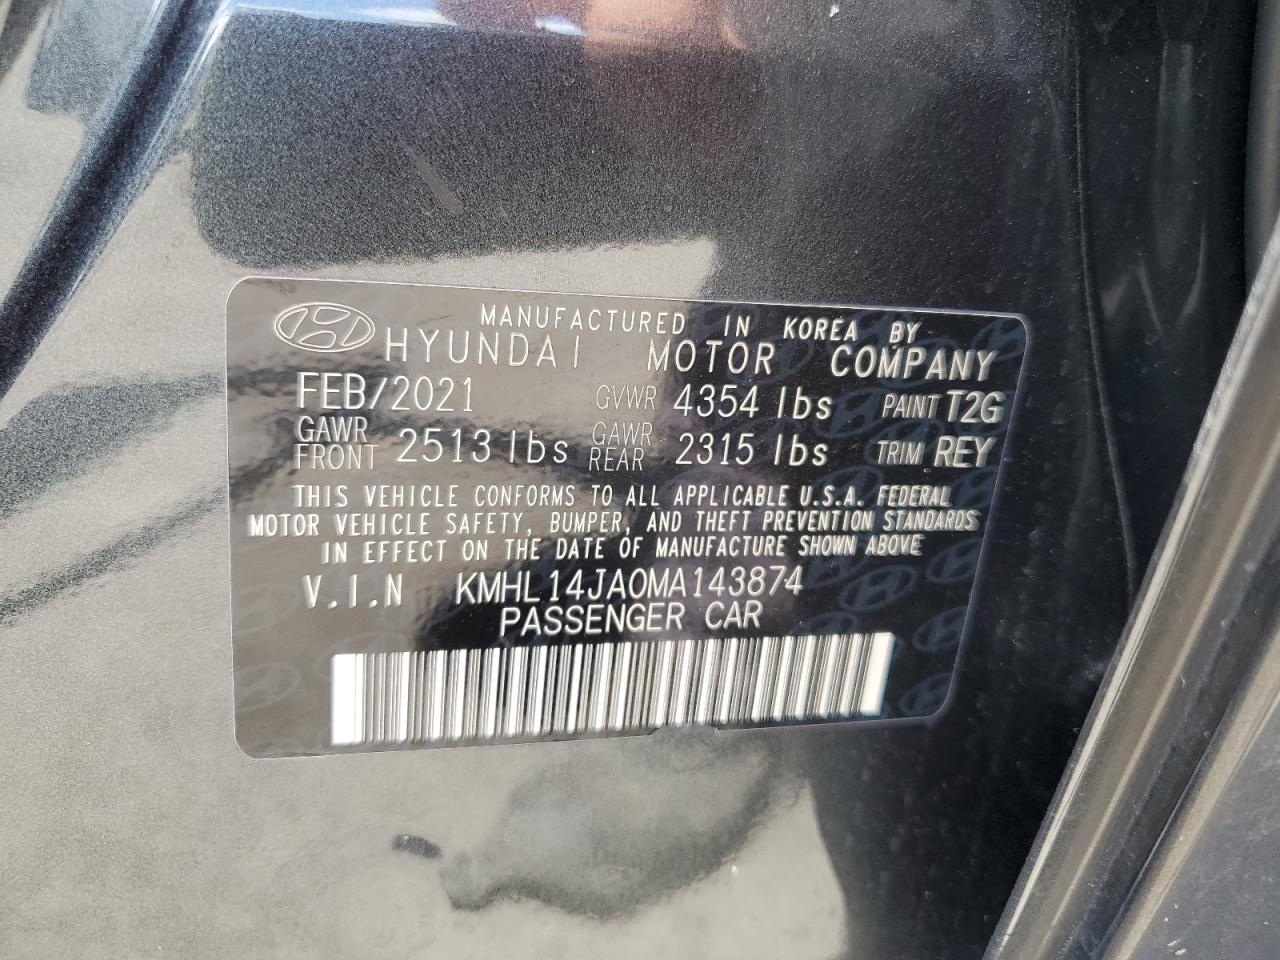 MANUFACTURED IN KOREA BY
HYUNDAI MOTOR COMPANY
FEB/2021 GVWR 4354 lbs PAINT T2G
GAWR FRONT 2513 lbs GAWR REAR 2315 lbs TRIM REY
THIS VEHICLE CONFORMS TO ALL APPLICABLE U.S.A. FEDERAL
MOTOR VEHICLE SAFETY, BUMPER, AND THEFT PREVENTION STANDARDS
IN EFFECT ON THE DATE OF MANUFACTURE SHOWN ABOVE
V.I.N KMHL14JA0MA143874
PASSENGER CAR